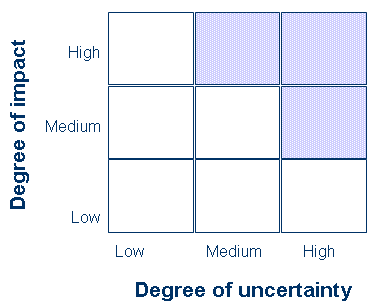 Degree of impact
High
Medium
Low
Low Medium High
Degree of uncertainty